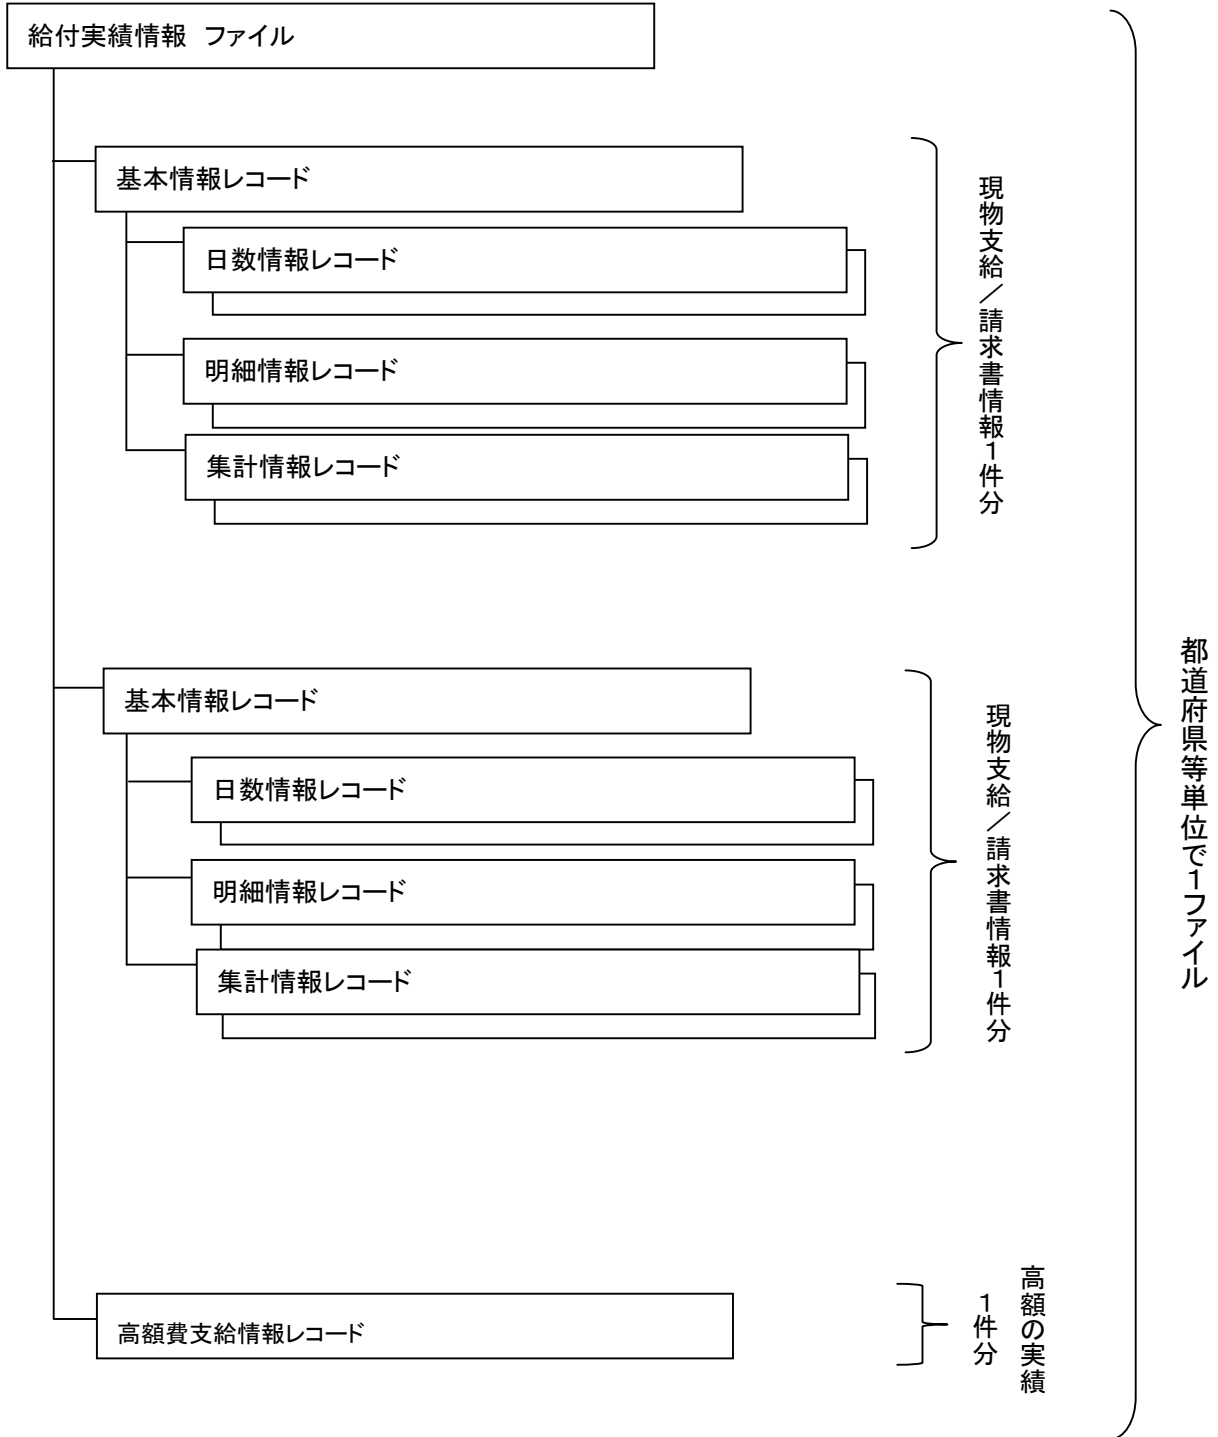 給付実績情報　ファイル
基本情報レコード
日数情報レコード
明細情報レコード
集計情報レコード
現物支給／請求書情報１件分
基本情報レコード
日数情報レコード
明細情報レコード
集計情報レコード
現物支給／請求書情報１件分
高額費支給情報レコード
高額の実績
１件分
都道府県等単位で１ファイル